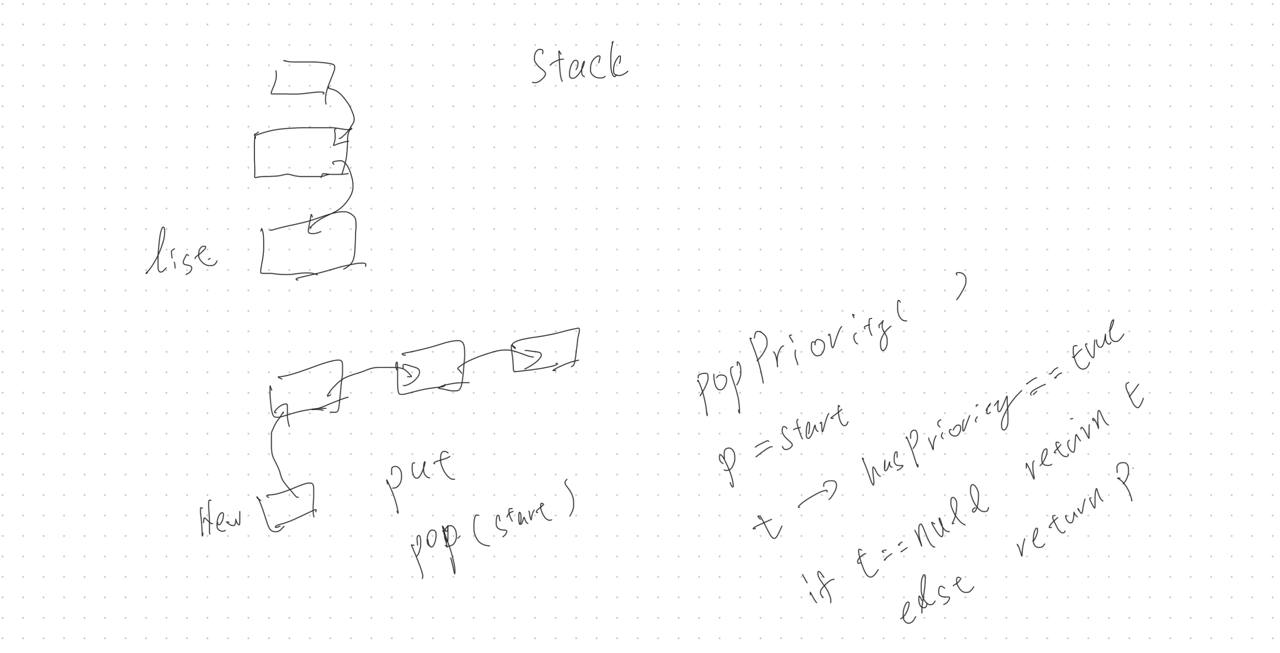 Stack
list
New
put
pop (start)
popPriority( )
p = start
t → hasPriority == true
if t == null return t
else return p